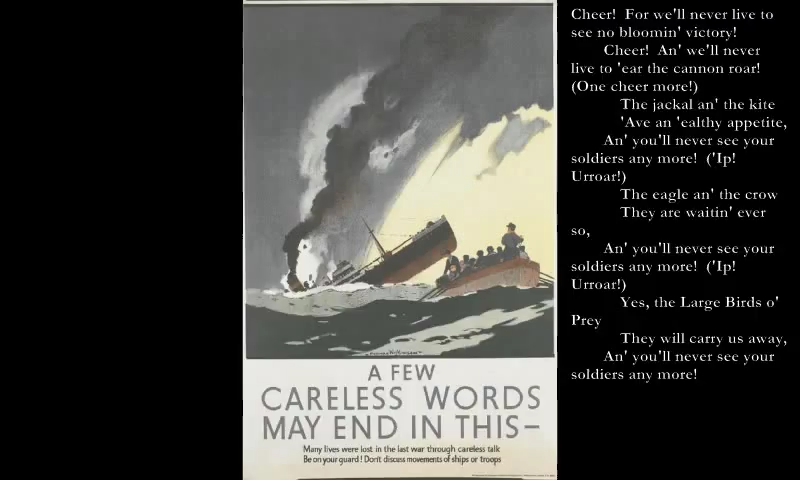 Cheer!  For we'll never live to
see no bloomin' victory!
Cheer!  An' we'll never
live to 'ear the cannon roar!
(One cheer more!)
The jackal an' the kite
'Ave an 'ealthy appetite,
An' you'll never see your
soldiers any more!  ('Ip!
Urroar!)
The eagle an' the crow
They are waitin' ever
so,
An' you'll never see your
soldiers any more!  ('Ip!
Urroar!)
Yes, the Large Birds o'
Prey
They will carry us away,
An' you'll never see your
soldiers any more!
A FEW
CARELESS WORDS
MAY END IN THIS–
Many lives were lost in the last war through careless talk
Be on your guard! Don't discuss movements of ships or troops